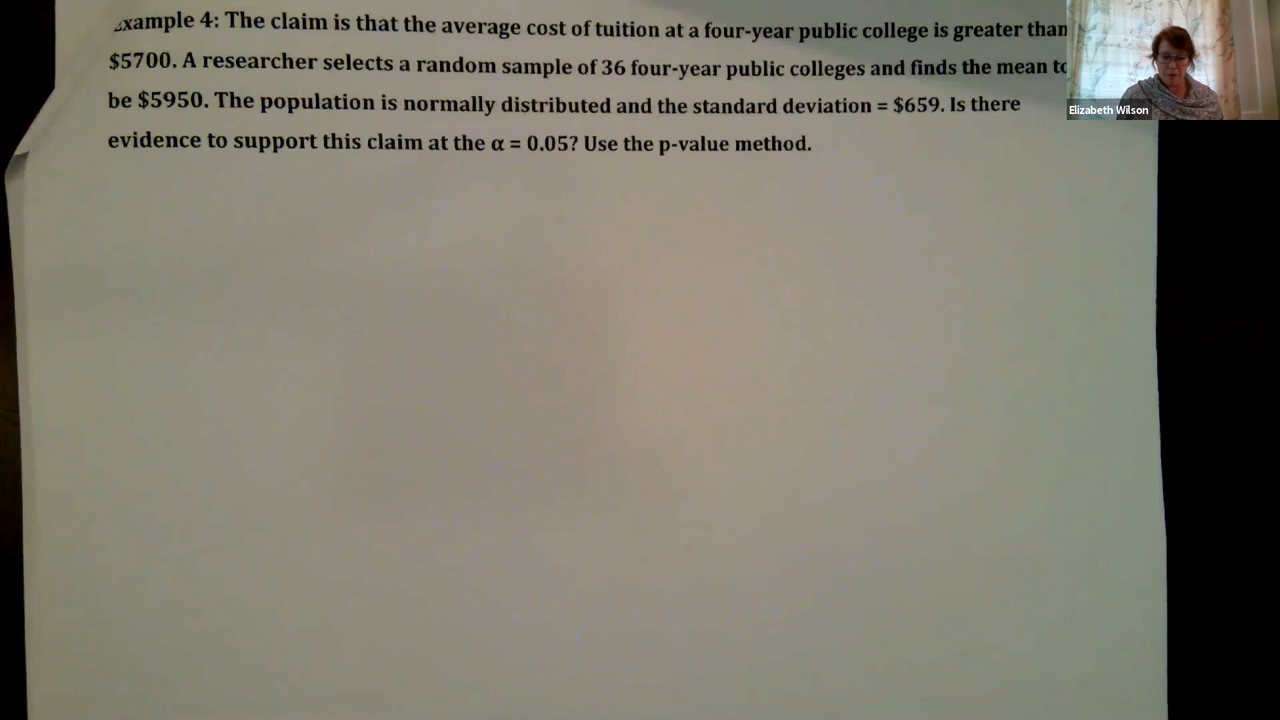 Example 4: The claim is that the average cost of tuition at a four-year public college is greater than
$5700. A researcher selects a random sample of 36 four-year public colleges and finds the mean to
be $5950. The population is normally distributed and the standard deviation = $659. Is there
evidence to support this claim at the α = 0.05? Use the p-value method.
Elizabeth Wilson